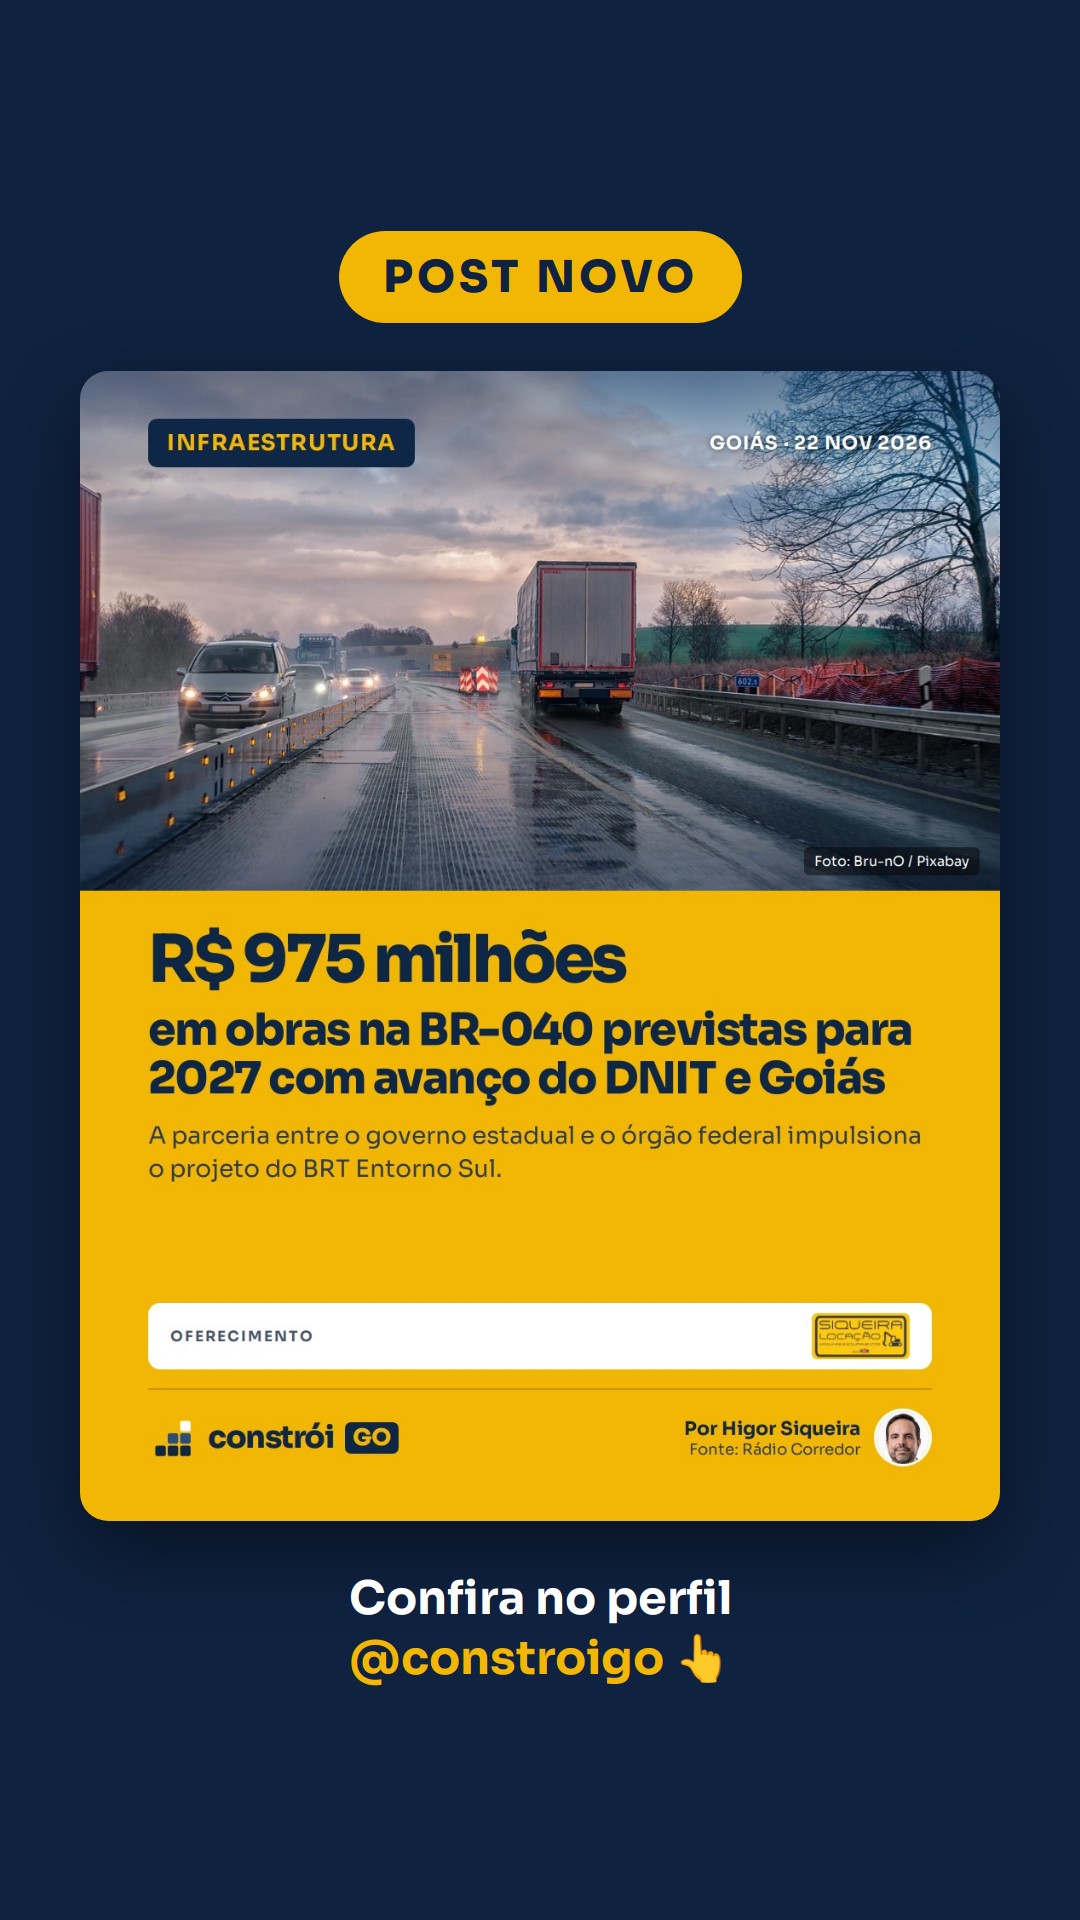 POST NOVO
INFRAESTRUTURA
GOIÁS · 22 NOV 2026
602,5
Foto: Bru-nO / Pixabay
R$ 975 milhões
em obras na BR-040 previstas para
2027 com avanço do DNIT e Goiás
A parceria entre o governo estadual e o órgão federal impulsiona
o projeto do BRT Entorno Sul.
OFERECIMENTO
SIQUEIRA
LOCAÇÃO
constrói GO
Por Higor Siqueira
Fonte: Rádio Corredor
Confira no perfil
@constroigo 👆